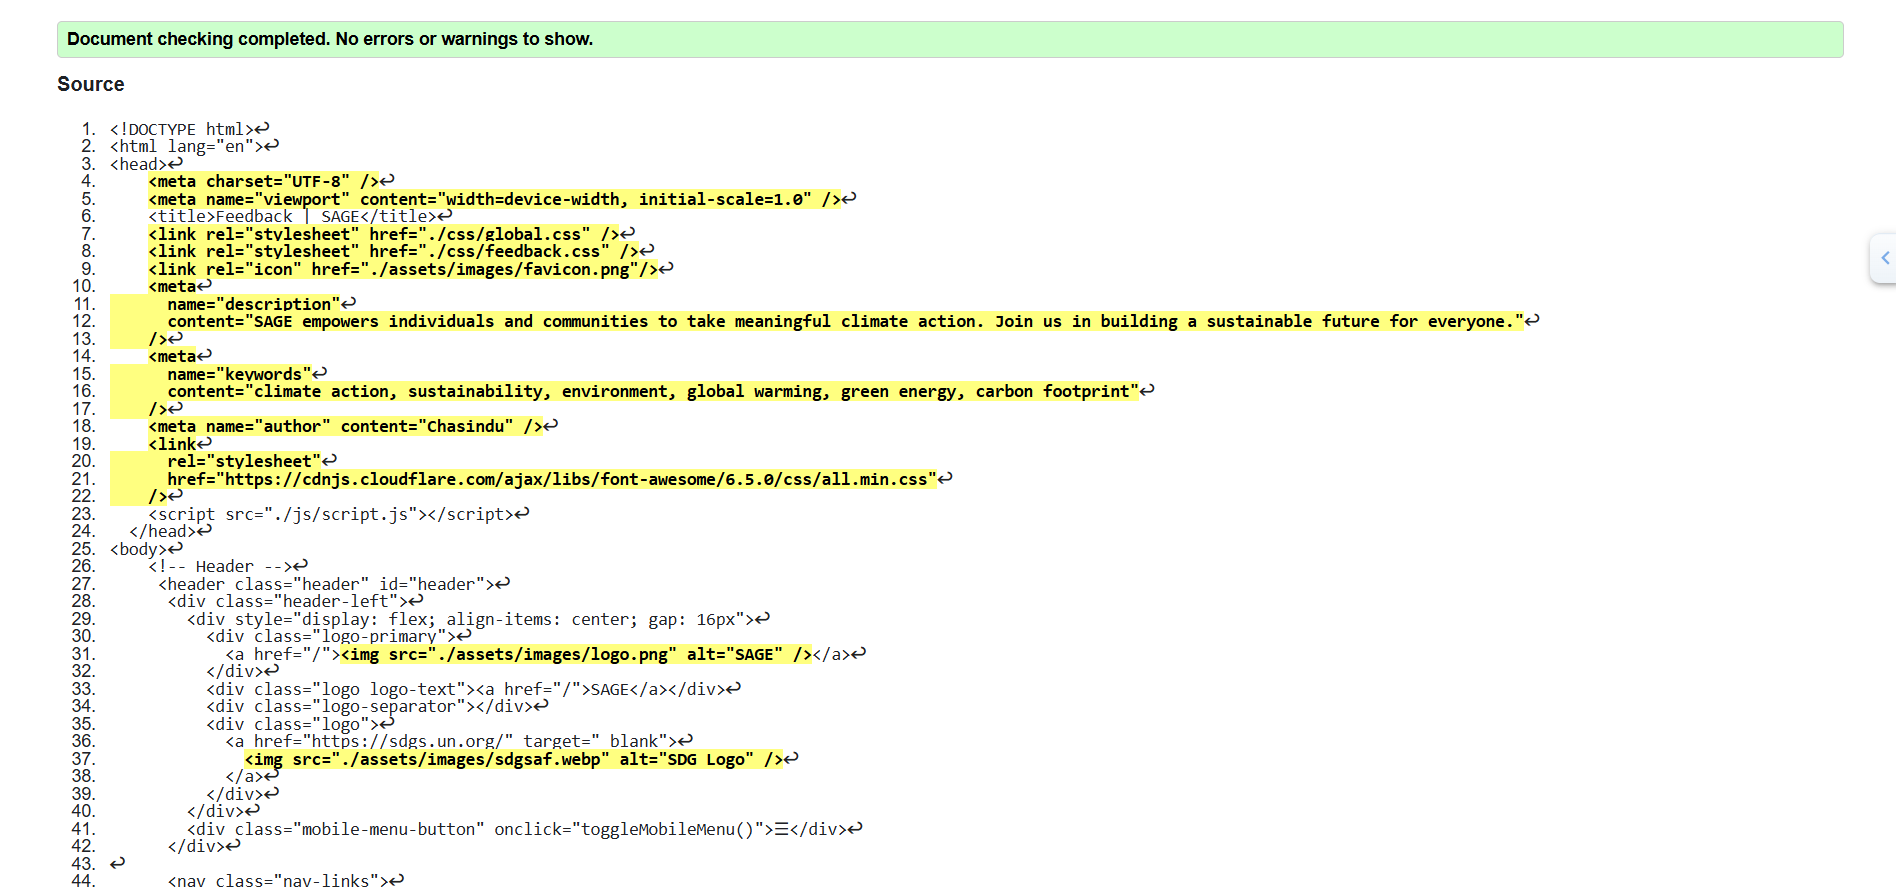 Document checking completed. No errors or warnings to show.
Source
1. <!DOCTYPE html>↩
2. <html lang="en">↩
3. <head>↩
4. <meta charset="UTF-8" />↩
5. <meta name="viewport" content="width=device-width, initial-scale=1.0" />↩
6. <title>Feedback | SAGE</title>↩
7. <link rel="stylesheet" href="./css/global.css" />↩
8. <link rel="stylesheet" href="./css/feedback.css" />↩
9. <link rel="icon" href="./assets/images/favicon.png"/>↩
10. <meta↩
11. name="description"↩
12. content="SAGE empowers individuals and communities to take meaningful climate action. Join us in building a sustainable future for everyone."↩
13. />↩
14. <meta↩
15. name="keywords"↩
16. content="climate action, sustainability, environment, global warming, green energy, carbon footprint"↩
17. />↩
18. <meta name="author" content="Chasindu" />↩
19. <link↩
20. rel="stylesheet"↩
21. href="https://cdnjs.cloudflare.com/ajax/libs/font-awesome/6.5.0/css/all.min.css"↩
22. />↩
23. <script src="./js/script.js"></script>↩
24. </head>↩
25. <body>↩
26. <!-- Header -->↩
27. <header class="header" id="header">↩
28. <div class="header-left">↩
29. <div style="display: flex; align-items: center; gap: 16px">↩
30. <div class="logo-primary">↩
31. <a href="/"><img src="./assets/images/logo.png" alt="SAGE" /></a>↩
32. </div>↩
33. <div class="logo logo-text"><a href="/">SAGE</a></div>↩
34. <div class="logo-separator"></div>↩
35. <div class="logo">↩
36. <a href="https://sdgs.un.org/" target="_blank">↩
37. <img src="./assets/images/sdgsaf.webp" alt="SDG Logo" />↩
38. </a>↩
39. </div>↩
40. </div>↩
41. <div class="mobile-menu-button" onclick="toggleMobileMenu()">☰</div>↩
42. </div>↩
43. ↩
44. <nav class="nav-links">↩